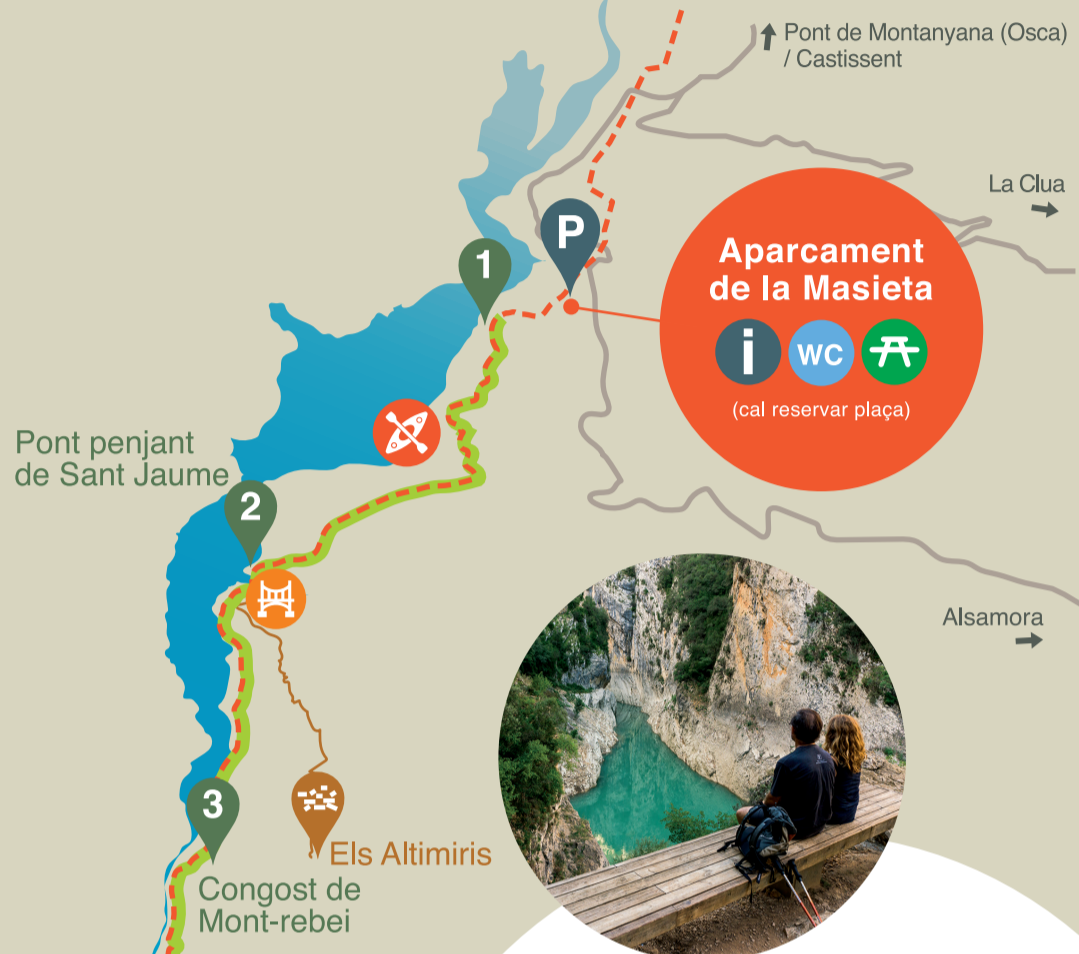 Pont de Montanyana (Osca)
/ Castissent
La Clua
P
1
Aparcament
de la Masieta
i
WC
(cal reservar plaça)
Pont penjant
de Sant Jaume
2
Alsamora
3
Els Altimiris
Congost de
Mont-rebei